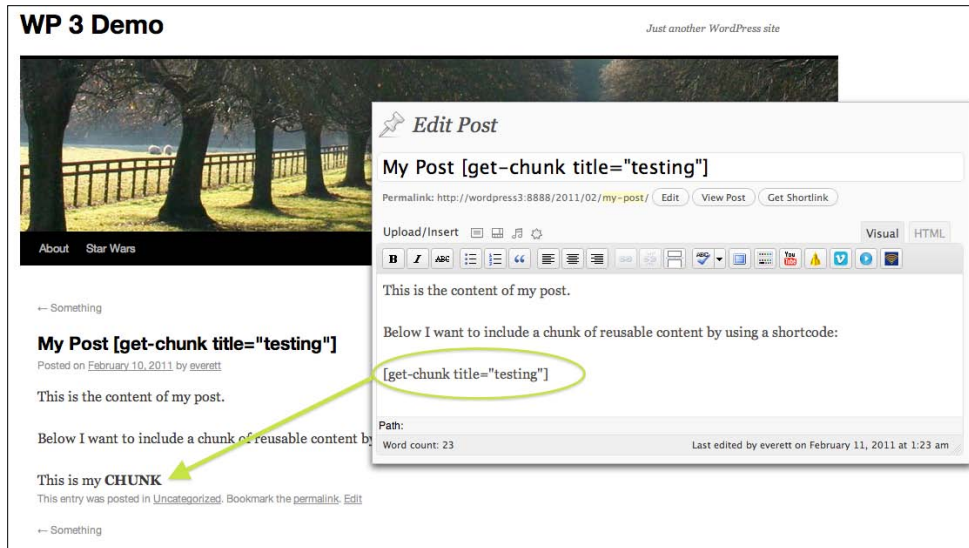 WP 3 Demo
Just another WordPress site
About Star Wars
← Something
My Post [get-chunk title="testing"]
Posted on February 10, 2011 by everett
This is the content of my post.
Below I want to include a chunk of reusable content by
This is my CHUNK
This entry was posted in Uncategorized. Bookmark the permalink. Edit
← Something
Edit Post
My Post [get-chunk title="testing"]
Permalink: http://wordpress3:8888/2011/02/my-post/ Edit View Post Get Shortlink
Upload/Insert Visual HTML
B I ABC ABC You Tube
This is the content of my post.
Below I want to include a chunk of reusable content by using a shortcode:
[get-chunk title="testing"]
Path:
Word count: 23 Last edited by everett on February 11, 2011 at 1:23 am